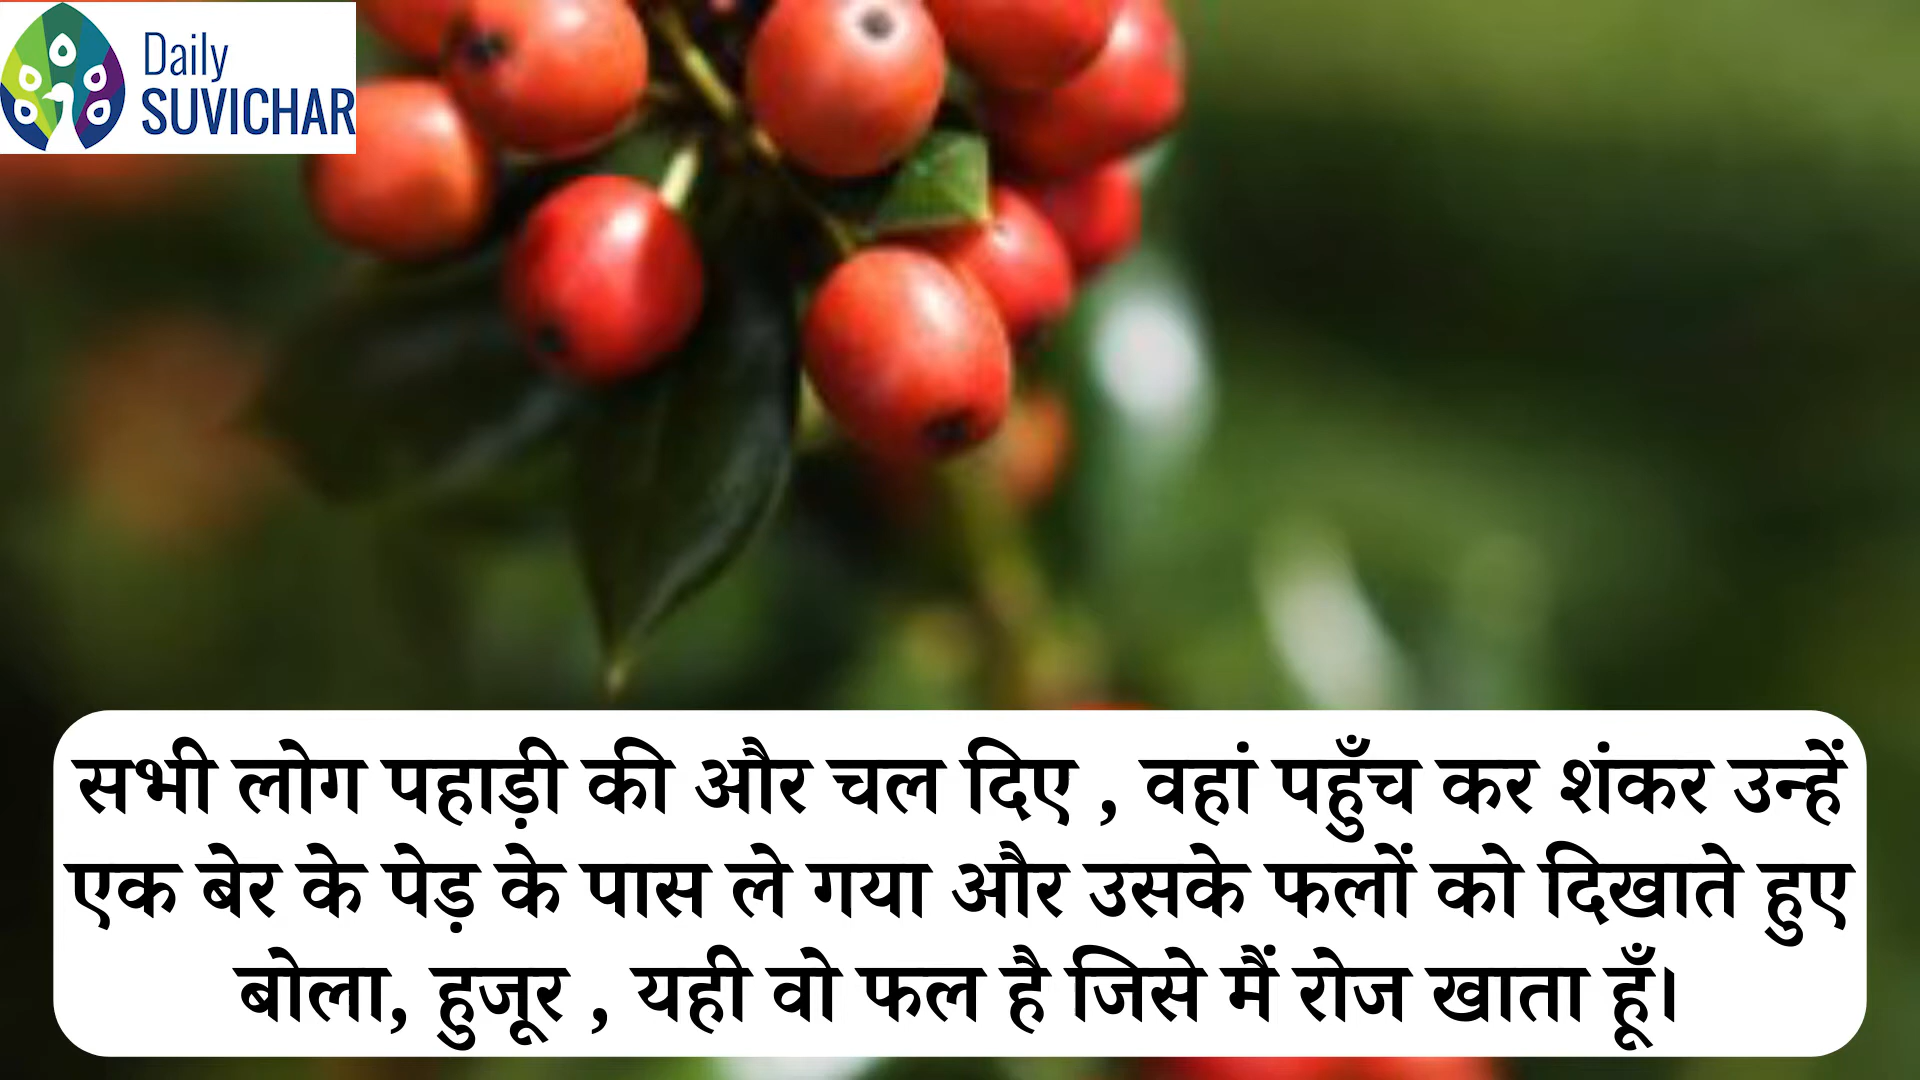 Daily
SUVICHAR
सभी लोग पहाड़ी की और चल दिए , वहां पहुँच कर शंकर उन्हें
एक बेर के पेड़ के पास ले गया और उसके फलों को दिखाते हुए
बोला, हुजूर , यही वो फल है जिसे मैं रोज खाता हूँ।